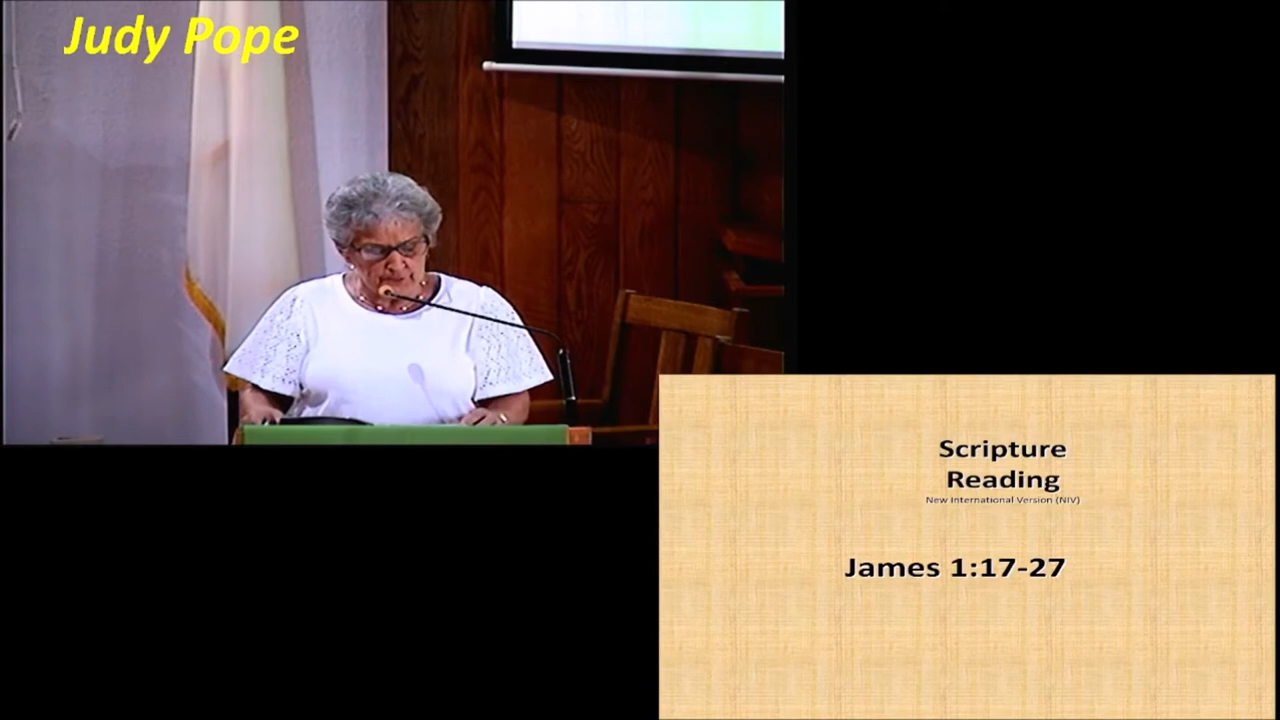 Judy Pope
Scripture
Reading
New International Version (NIV)
James 1:17-27